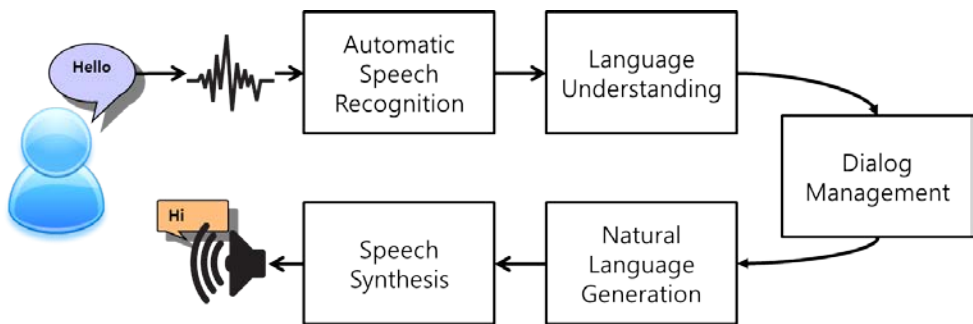 Hello
Automatic
Speech
Recognition
Language
Understanding
Dialog
Management
Natural
Language
Generation
Speech
Synthesis
Hi